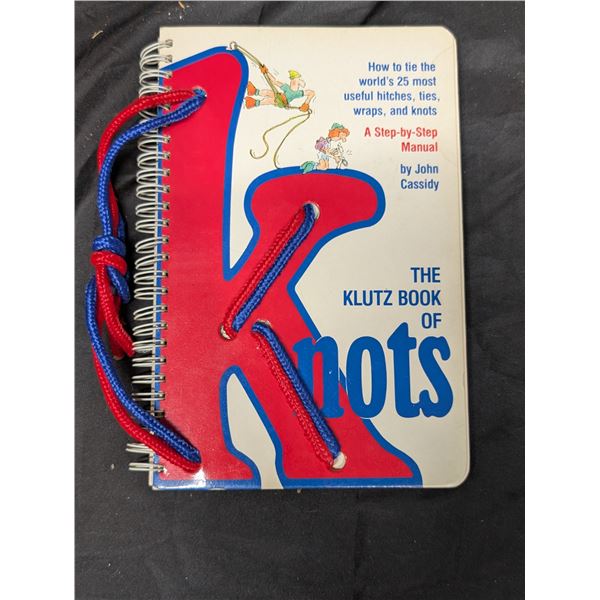 How to tie the
world's 25 most
useful hitches, ties,
wraps, and knots
A Step-by-Step
Manual
by John
Cassidy
THE
KLUTZ BOOK
OF
knots